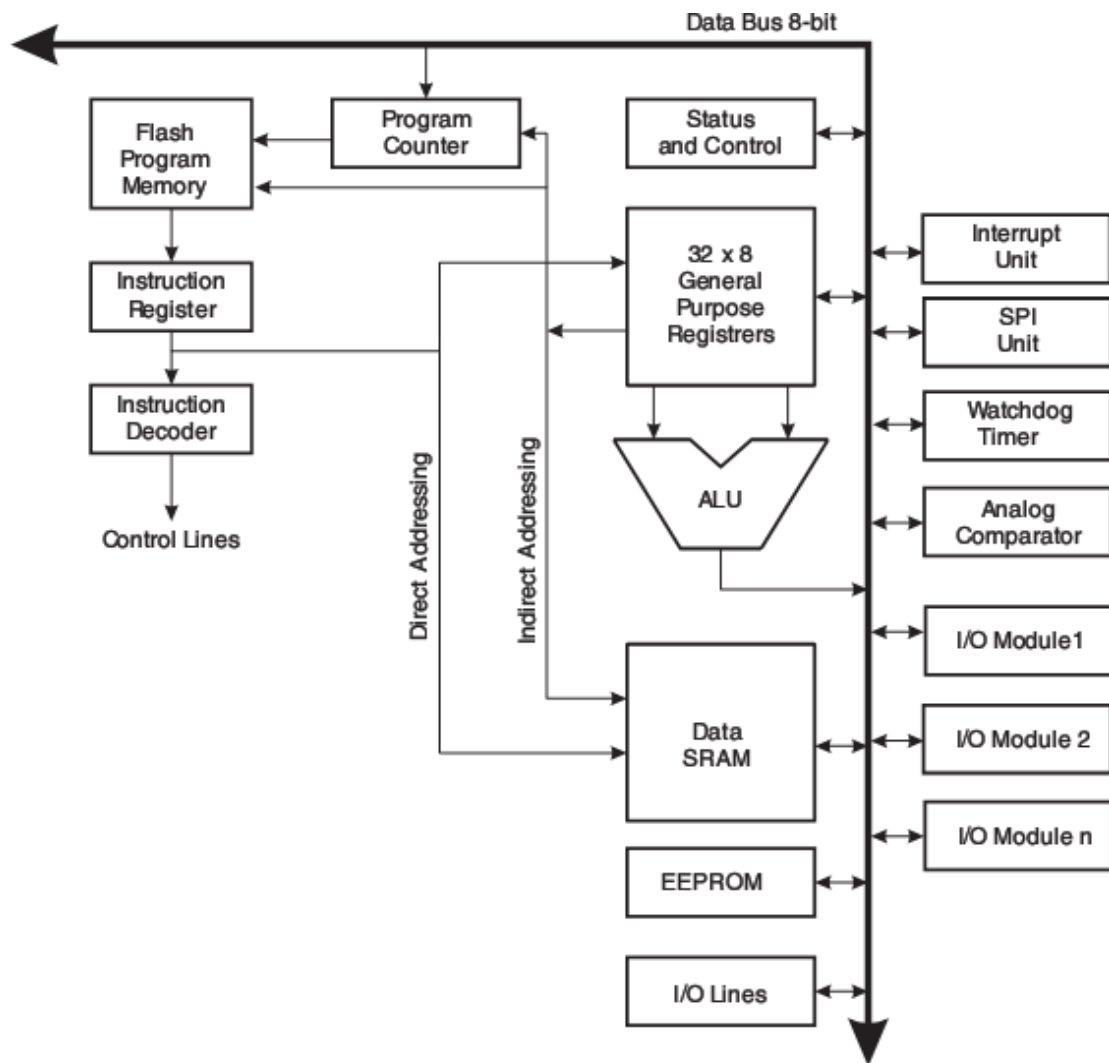 Data Bus 8-bit
Flash
Program
Memory
Program
Counter
Status
and Control
32 x 8
General
Purpose
Registrers
Interrupt
Unit
Instruction
Register
SPI
Unit
Instruction
Decoder
Watchdog
Timer
ALU
Analog
Comparator
Control Lines
Direct Addressing
Indirect Addressing
I/O Module1
Data
SRAM
I/O Module 2
I/O Module n
EEPROM
I/O Lines